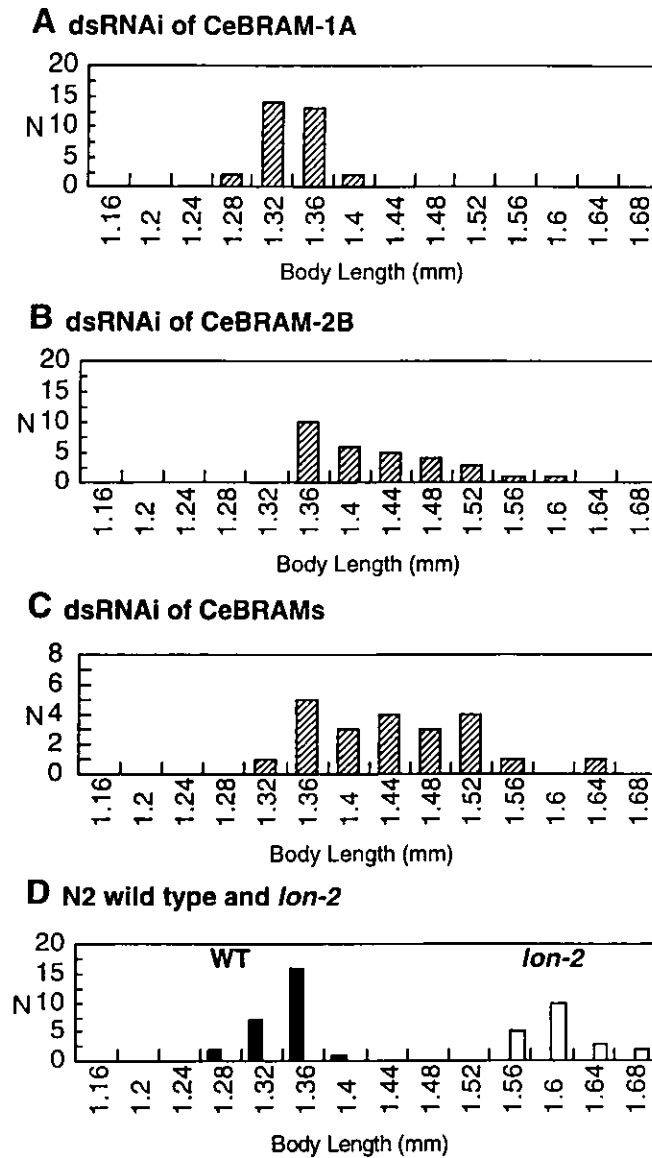 A dsRNAi of CeBRAM-1A
20
15
N 10
5
0
1.16 1.2 1.24 1.28 1.32 1.36 1.4 1.44 1.48 1.52 1.56 1.6 1.64 1.68
Body Length (mm)
B dsRNAi of CeBRAM-2B
20
15
N 10
5
0
1.16 1.2 1.24 1.28 1.32 1.36 1.4 1.44 1.48 1.52 1.56 1.6 1.64 1.68
Body Length (mm)
C dsRNAi of CeBRAMs
8
6
N 4
2
0
1.16 1.2 1.24 1.28 1.32 1.36 1.4 1.44 1.48 1.52 1.56 1.6 1.64 1.68
Body Length (mm)
D N2 wild type and lon-2
20
WT lon-2
15
N 10
5
0
1.16 1.2 1.24 1.28 1.32 1.36 1.4 1.44 1.48 1.52 1.56 1.6 1.64 1.68
Body Length (mm)